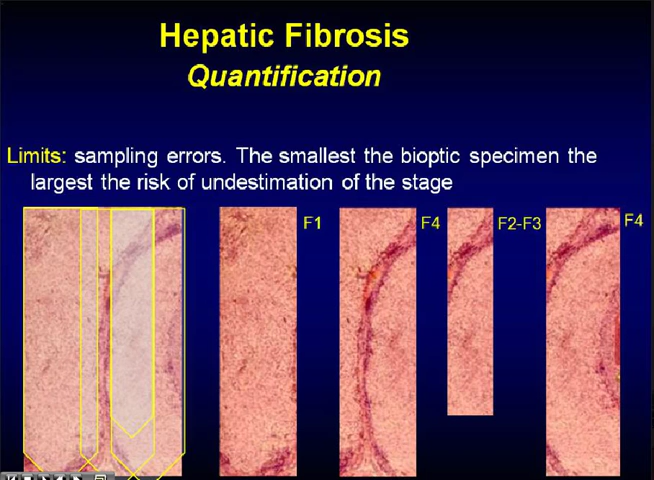 Hepatic Fibrosis
Quantification
Limits: sampling errors. The smallest the bioptic specimen the
largest the risk of undestimation of the stage
F1
F4
F2-F3
F4